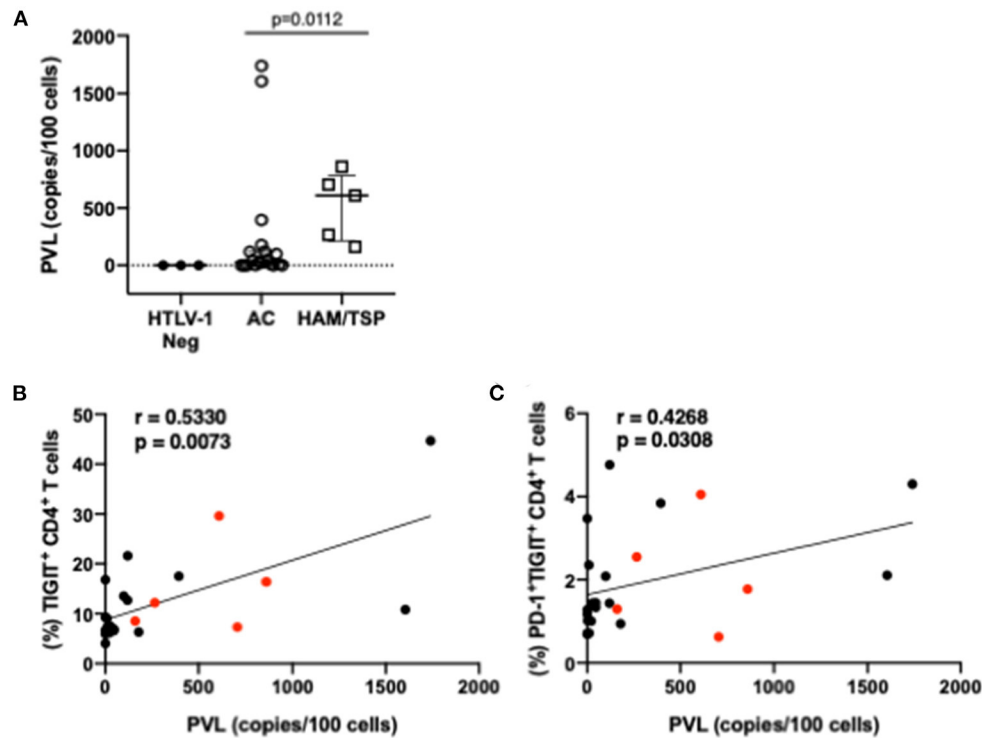 A
p=0.0112
PVL (copies/100 cells)
2000
1500
1000
500
0
HTLV-1
Neg
AC
HAM/TSP
B
r = 0.5330
p = 0.0073
(%) TIGIT⁺ CD4⁺ T cells
50
40
30
20
10
0
0
500
1000
1500
2000
PVL (copies/100 cells)
C
r = 0.4268
p = 0.0308
(%) PD-1⁺TIGIT⁺ CD4⁺ T cells
6
4
2
0
0
500
1000
1500
2000
PVL (copies/100 cells)